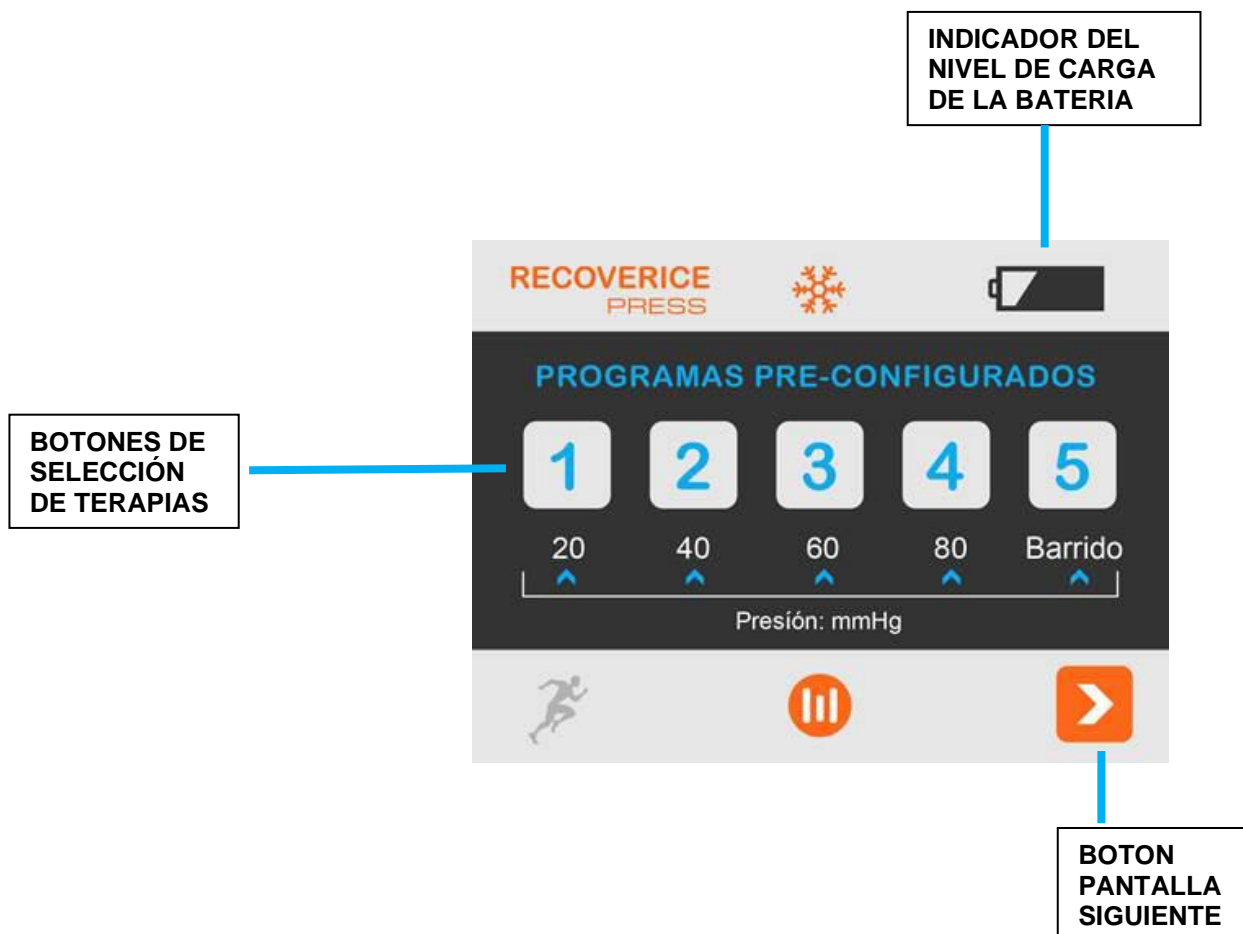 INDICADOR DEL
NIVEL DE CARGA
DE LA BATERIA
RECOVERICE
PRESS
PROGRAMAS PRE-CONFIGURADOS
BOTONES DE
SELECCIÓN
DE TERAPIAS
1 2 3 4 5
20 40 60 80 Barrido
Presíón: mmHg
BOTON
PANTALLA
SIGUIENTE